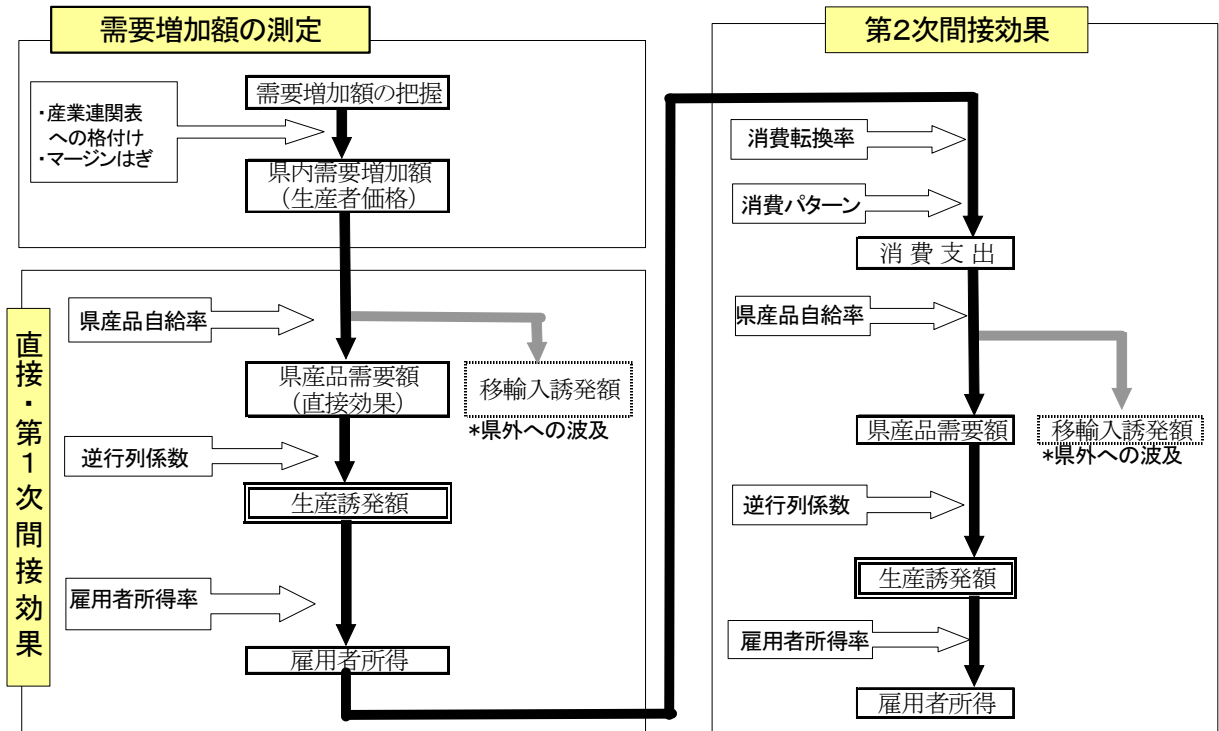 需要増加額の測定
需要増加額の把握
・産業連関表
への格付け
・マージンはぎ
県内需要増加額
(生産者価格)
直接・第1次間接効果
県産品自給率
県産品需要額
(直接効果)
移輸入誘発額
*県外への波及
逆行列係数
生産誘発額
雇用者所得率
雇用者所得
第2次間接効果
消費転換率
消費パターン
消 費 支 出
県産品自給率
県産品需要額
移輸入誘発額
*県外への波及
逆行列係数
生産誘発額
雇用者所得率
雇用者所得